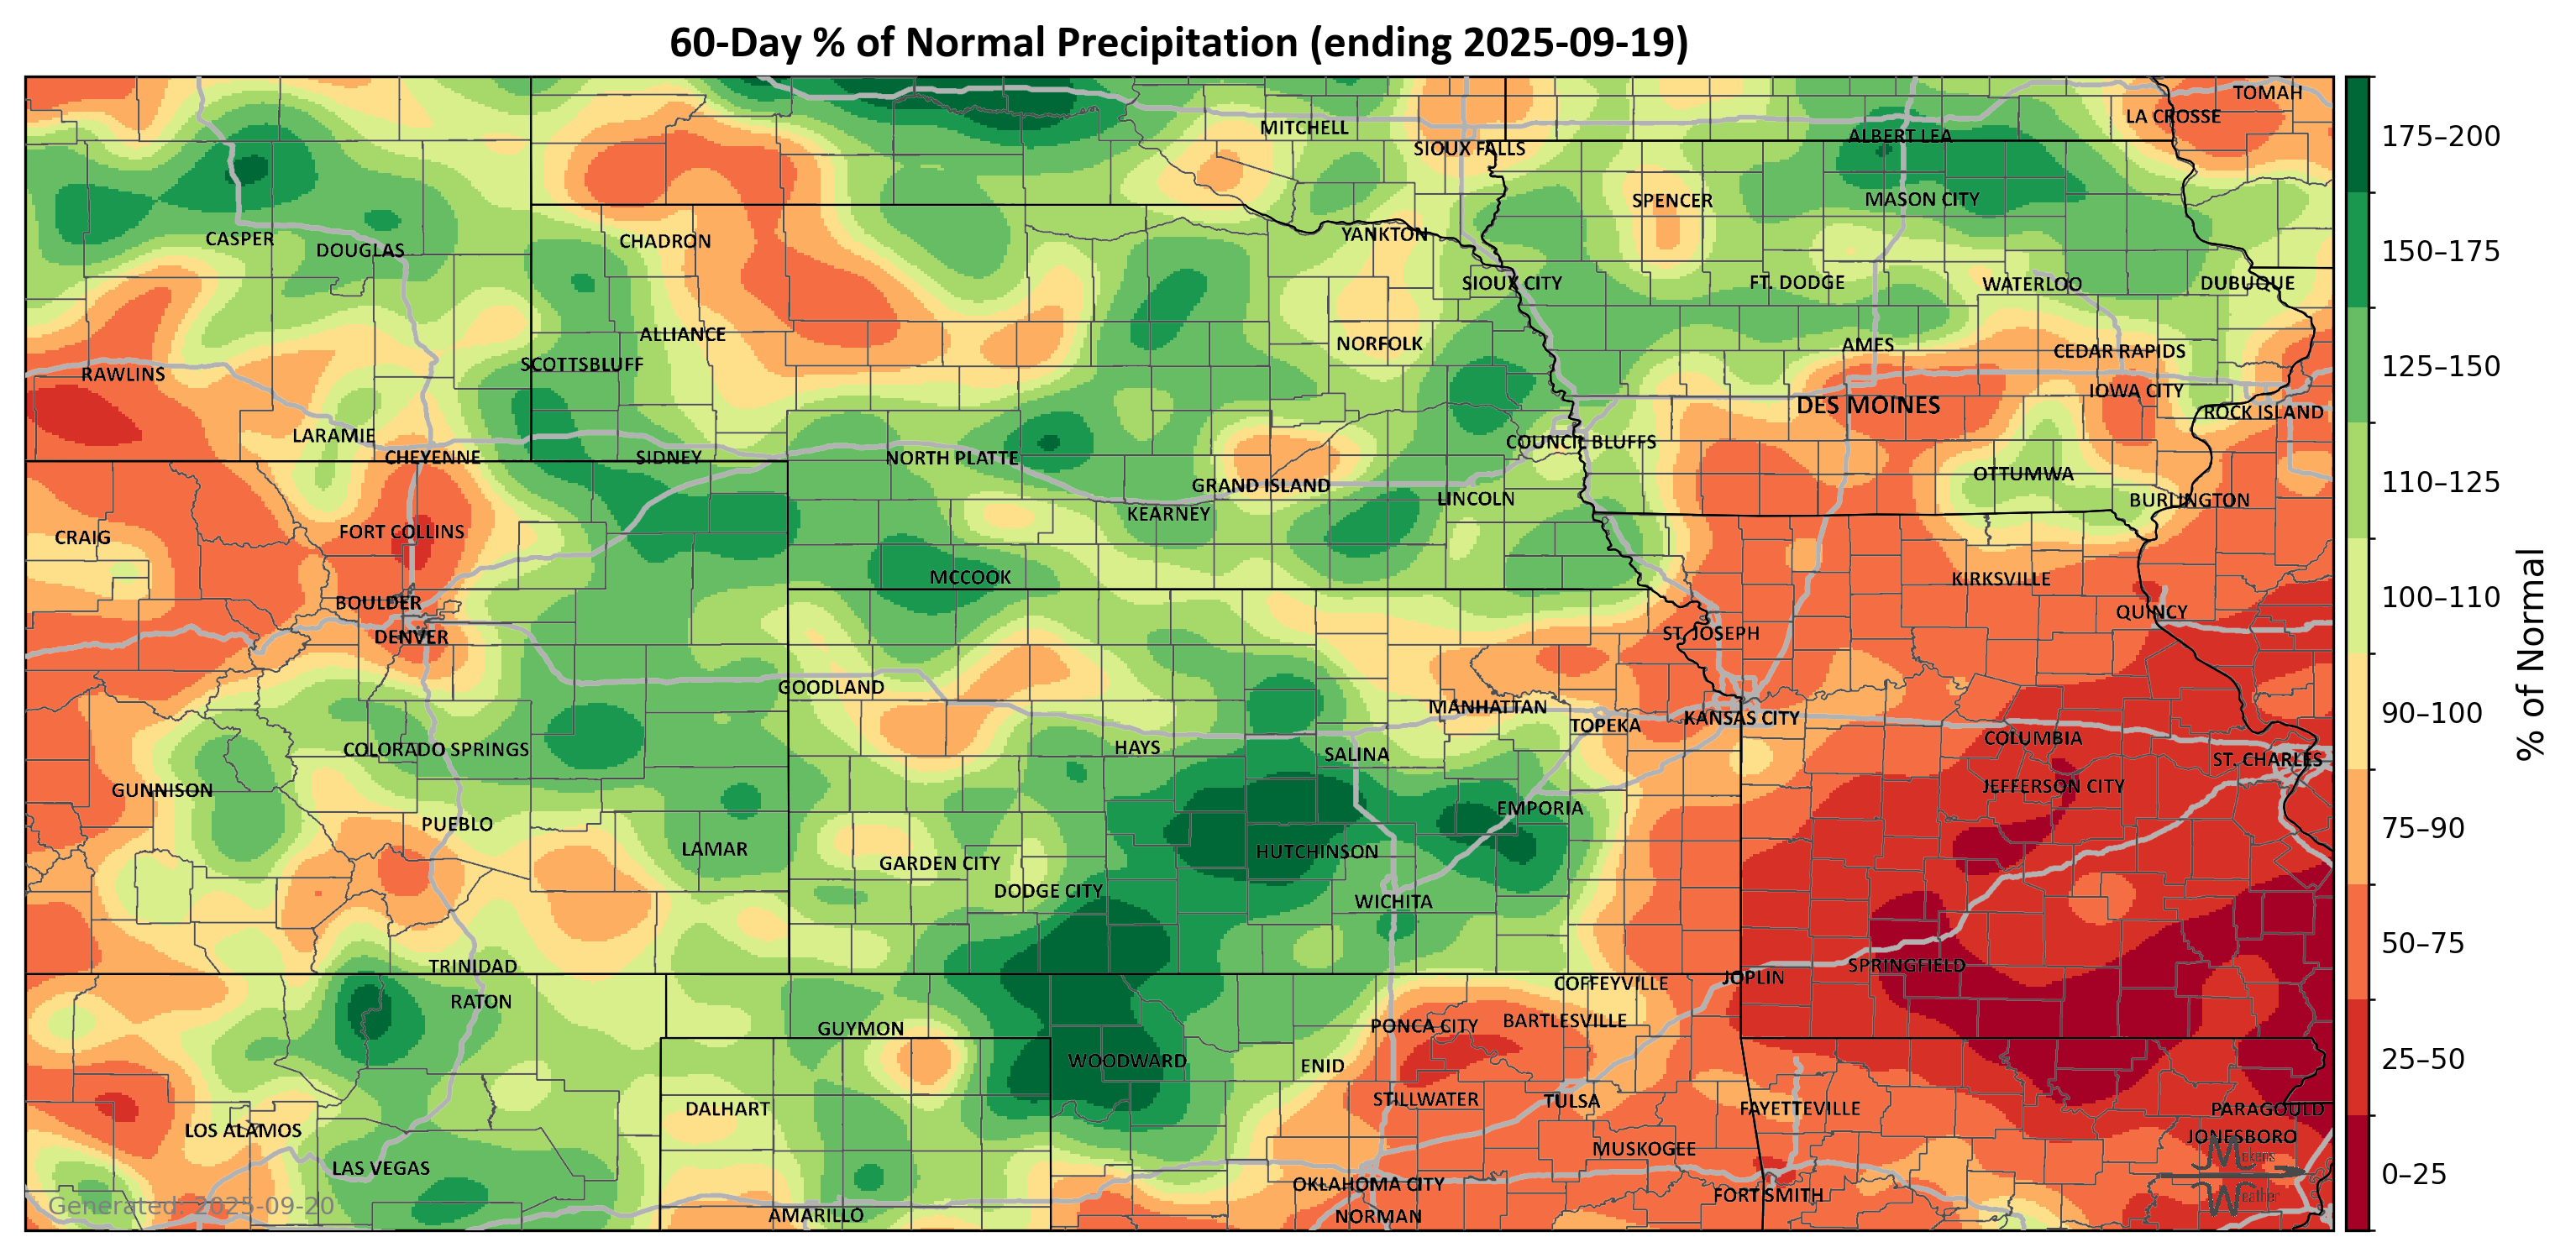 60-Day % of Normal Precipitation (ending 2025-09-19)
TOMAH
LA CROSSE
MITCHELL
ALBERT LEA
SIOUX FALLS
SPENCER
MASON CITY
YANKTON
CASPER
CHADRON
DOUGLAS
SIOUX CITY
FT. DODGE
WATERLOO
DUBUQUE
ALLIANCE
NORFOLK
AMES
CEDAR RAPIDS
SCOTTSBLUFF
RAWLINS
IOWA CITY
DES MOINES
ROCK ISLAND
LARAMIE
COUNCIL BLUFFS
CHEYENNE
SIDNEY
NORTH PLATTE
OTTUMWA
GRAND ISLAND
LINCOLN
BURLINGTON
KEARNEY
FORT COLLINS
CRAIG
MCCOOK
KIRKSVILLE
BOULDER
QUINCY
DENVER
ST. JOSEPH
GOODLAND
MANHATTAN
KANSAS CITY
TOPEKA
COLUMBIA
HAYS
COLORADO SPRINGS
SALINA
ST. CHARLES
GUNNISON
JEFFERSON CITY
EMPORIA
PUEBLO
LAMAR
HUTCHINSON
GARDEN CITY
DODGE CITY
WICHITA
TRINIDAD
SPRINGFIELD
JOPLIN
COFFEYVILLE
RATON
BARTLESVILLE
PONCA CITY
GUYMON
WOODWARD
ENID
STILLWATER
TULSA
DALHART
FAYETTEVILLE
PARAGOULD
LOS ALAMOS
JONESBORO
MUSKOGEE
LAS VEGAS
OKLAHOMA CITY
FORT SMITH
AMARILLO
NORMAN
Generated: 2025-09-20
Makens
Weather
175–200
150–175
125–150
110–125
100–110
90–100
75–90
50–75
25–50
0–25
% of Normal